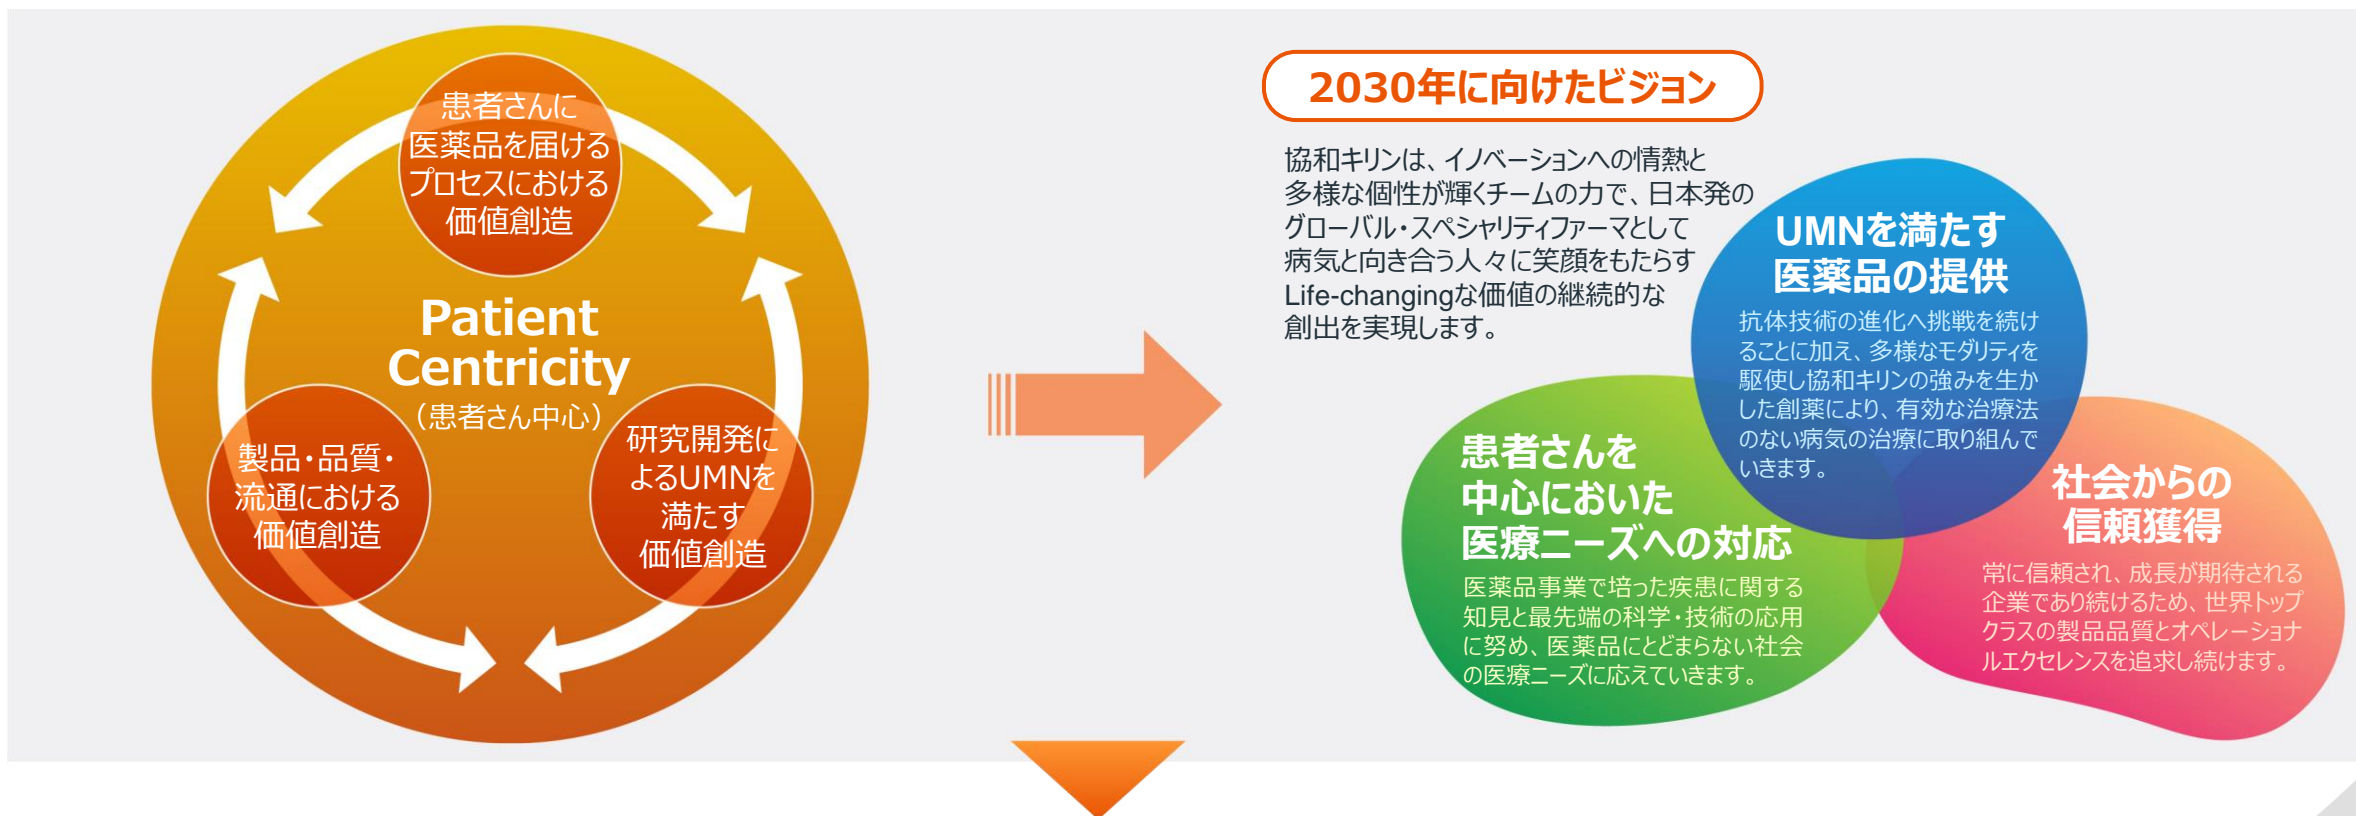 患者さんに
医薬品を届ける
プロセスにおける
価値創造
Patient
Centricity
（患者さん中心）
製品・品質・
流通における
価値創造
研究開発に
よるUMNを
満たす
価値創造
2030年に向けたビジョン
協和キリンは、イノベーションへの情熱と
多様な個性が輝くチームの力で、日本発の
グローバル・スペシャリティファーマとして
病気と向き合う人々に笑顔をもたらす
Life-changingな価値の継続的な
創出を実現します。
UMNを満たす
医薬品の提供
抗体技術の進化へ挑戦を続け
ることに加え、多様なモダリティを
駆使し協和キリンの強みを生か
した創薬により、有効な治療法
のない病気の治療に取り組んで
いきます。
患者さんを
中心においた
医療ニーズへの対応
医薬品事業で培った疾患に関する
知見と最先端の科学・技術の応用
に努め、医薬品にとどまらない社会
の医療ニーズに応えていきます。
社会からの
信頼獲得
常に信頼され、成長が期待される
企業であり続けるため、世界トップ
クラスの製品品質とオペレーショナ
ルエクセレンスを追求し続けます。